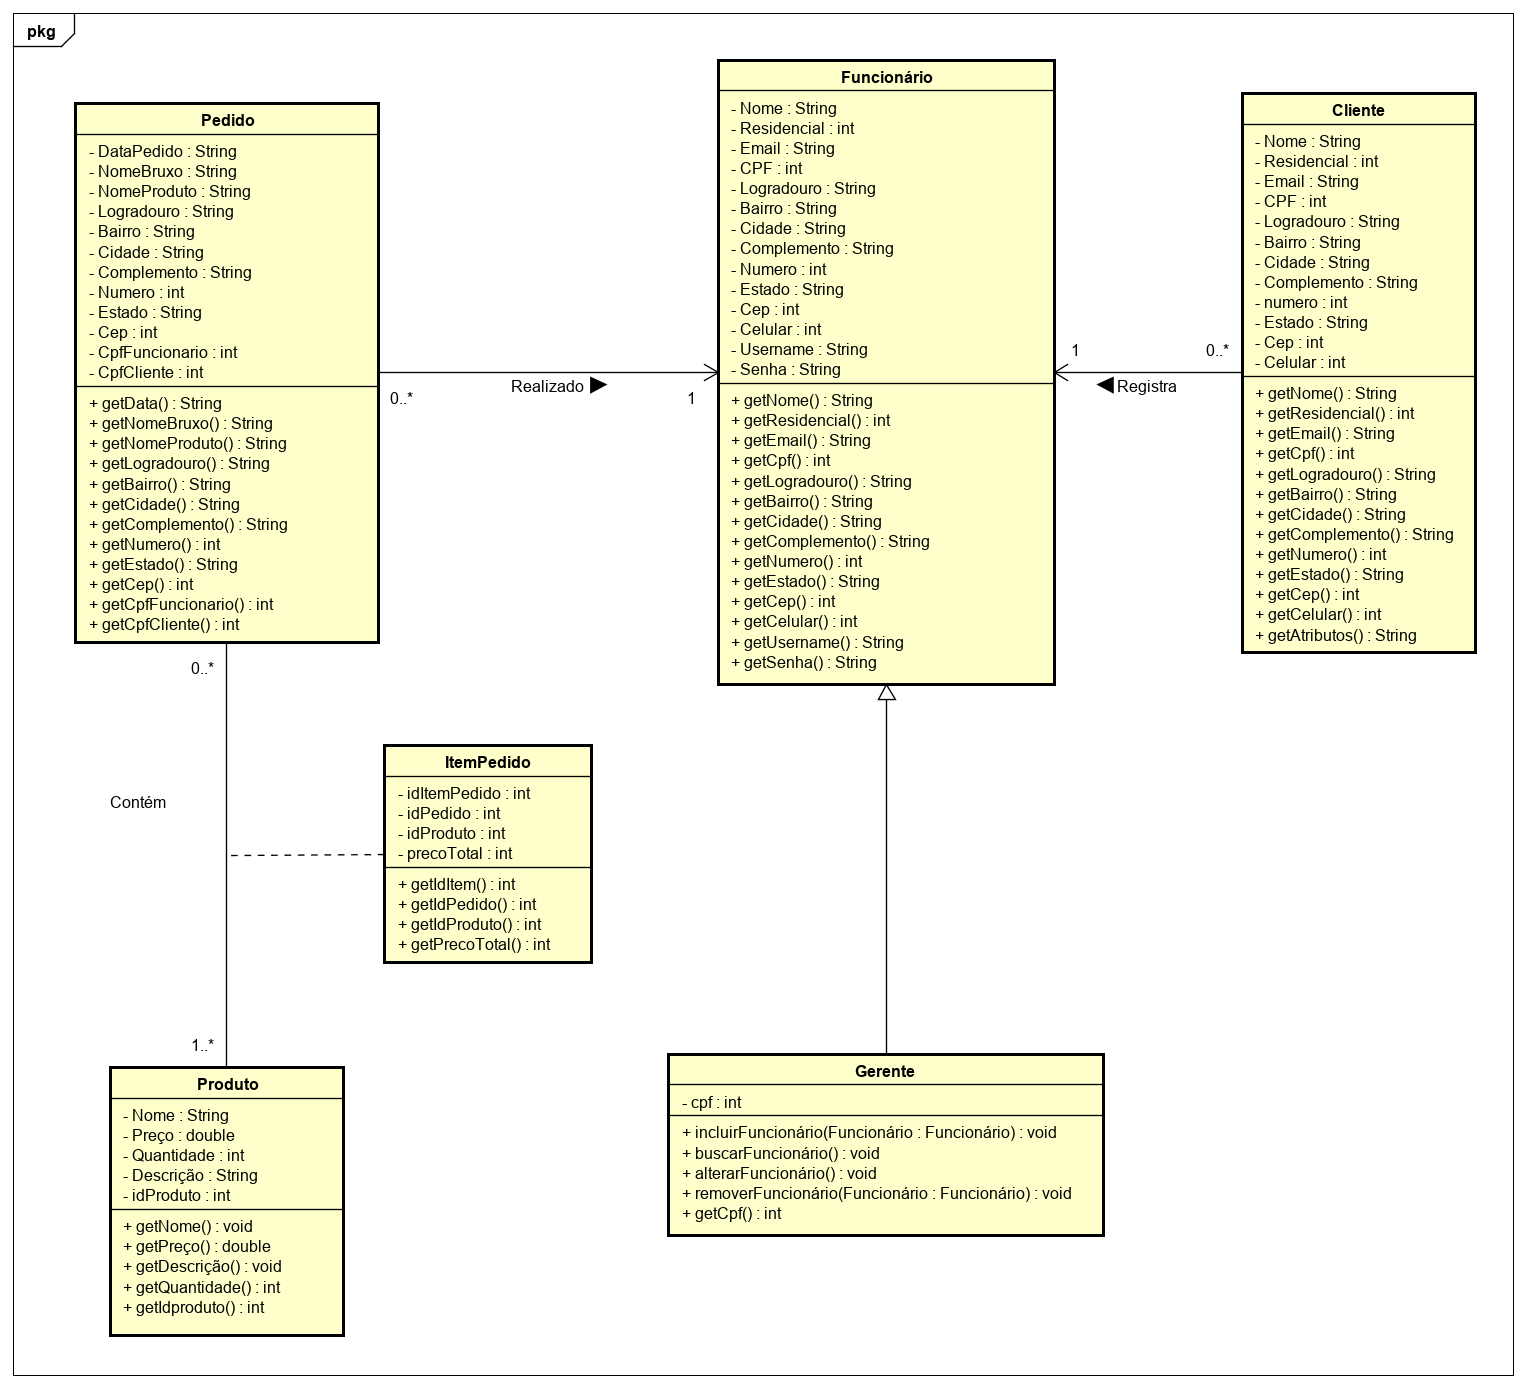 pkg
Pedido
- DataPedido : String
- NomeBruxo : String
- NomeProduto : String
- Logradouro : String
- Bairro : String
- Cidade : String
- Complemento : String
- Numero : int
- Estado : String
- Cep : int
- CpfFuncionario : int
- CpfCliente : int
+ getData() : String
+ getNomeBruxo() : String
+ getNomeProduto() : String
+ getLogradouro() : String
+ getBairro() : String
+ getCidade() : String
+ getComplemento() : String
+ getNumero() : int
+ getEstado() : String
+ getCep() : int
+ getCpfFuncionario() : int
+ getCpfCliente() : int
0..*
Realizado
1
Funcionário
- Nome : String
- Residencial : int
- Email : String
- CPF : int
- Logradouro : String
- Bairro : String
- Cidade : String
- Complemento : String
- Numero : int
- Estado : String
- Cep : int
- Celular : int
- Username : String
- Senha : String
+ getNome() : String
+ getResidencial() : int
+ getEmail() : String
+ getCpf() : int
+ getLogradouro() : String
+ getBairro() : String
+ getCidade() : String
+ getComplemento() : String
+ getNumero() : int
+ getEstado() : String
+ getCep() : int
+ getCelular() : int
+ getUsername() : String
+ getSenha() : String
1
0..*
Registra
Cliente
- Nome : String
- Residencial : int
- Email : String
- CPF : int
- Logradouro : String
- Bairro : String
- Cidade : String
- Complemento : String
- numero : int
- Estado : String
- Cep : int
- Celular : int
+ getNome() : String
+ getResidencial() : int
+ getEmail() : String
+ getCpf() : int
+ getLogradouro() : String
+ getBairro() : String
+ getCidade() : String
+ getComplemento() : String
+ getNumero() : int
+ getEstado() : String
+ getCep() : int
+ getCelular() : int
+ getAtributos() : String
0..*
Contém
1..*
ItemPedido
- idItemPedido : int
- idPedido : int
- idProduto : int
- precoTotal : int
+ getIdItem() : int
+ getIdPedido() : int
+ getIdProduto() : int
+ getPrecoTotal() : int
Produto
- Nome : String
- Preço : double
- Quantidade : int
- Descrição : String
- idProduto : int
+ getNome() : void
+ getPreço() : double
+ getDescrição() : void
+ getQuantidade() : int
+ getIdproduto() : int
Gerente
- cpf : int
+ incluirFuncionário(Funcionário : Funcionário) : void
+ buscarFuncionário() : void
+ alterarFuncionário() : void
+ removerFuncionário(Funcionário : Funcionário) : void
+ getCpf() : int